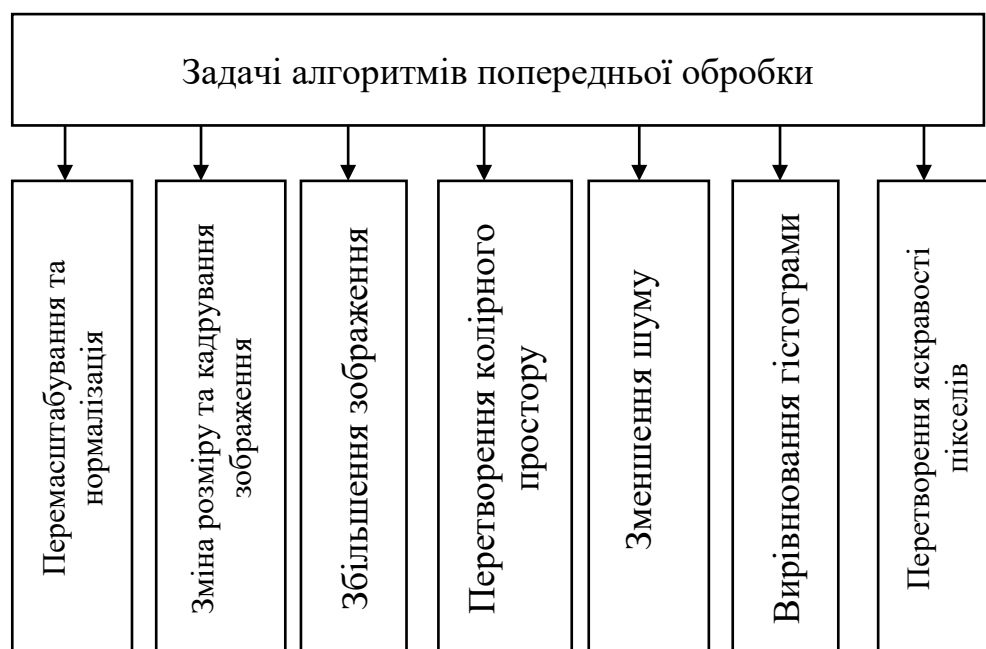 Задачі алгоритмів попередньої обробки
Перемасштабування та
нормалізація
Зміна розміру та кадрування
зображення
Збільшення зображення
Перетворення колірного
простору
Зменшення шуму
Вирівнювання гістограми
Перетворення яскравості
пікселів